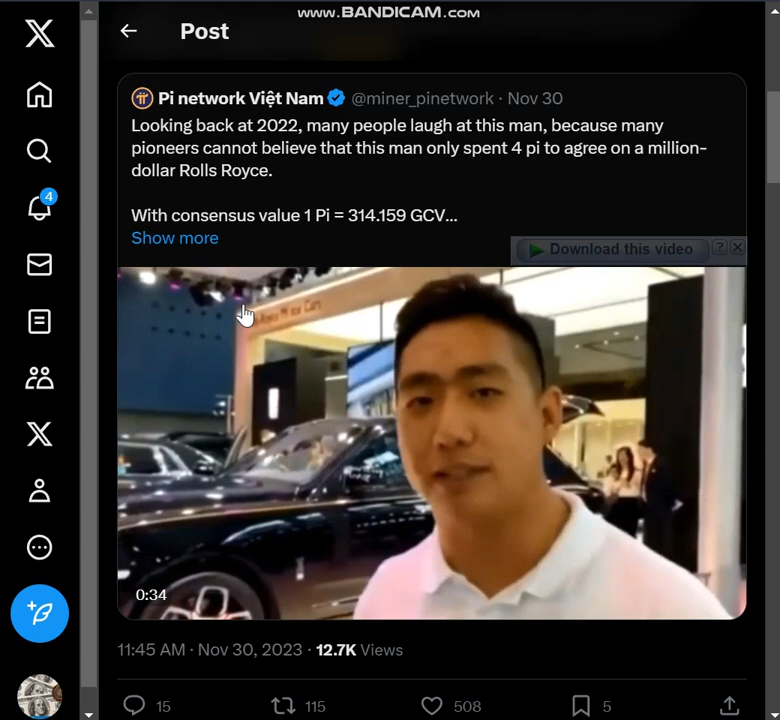 www.BANDICAM.com
Post
Pi network Việt Nam @miner_pinetwork · Nov 30
Looking back at 2022, many people laugh at this man, because many
pioneers cannot believe that this man only spent 4 pi to agree on a million-
dollar Rolls Royce.
With consensus value 1 Pi = 314.159 GCV...
Show more
Download this video
0:34
11:45 AM · Nov 30, 2023 · 12.7K Views
15 115 508 5
4